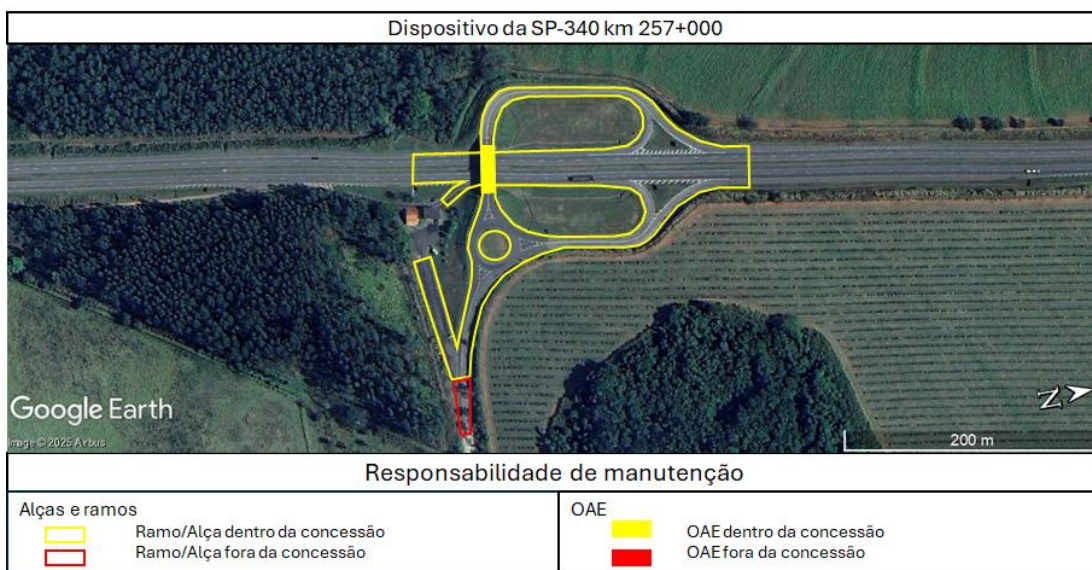 Dispositivo da SP-340 km 257+000
Google Earth
Image © 2025 Airbus
N
200 m
Responsabilidade de manutenção
Alças e ramos
Ramo/Alça dentro da concessão
Ramo/Alça fora da concessão
OAE
OAE dentro da concessão
OAE fora da concessão